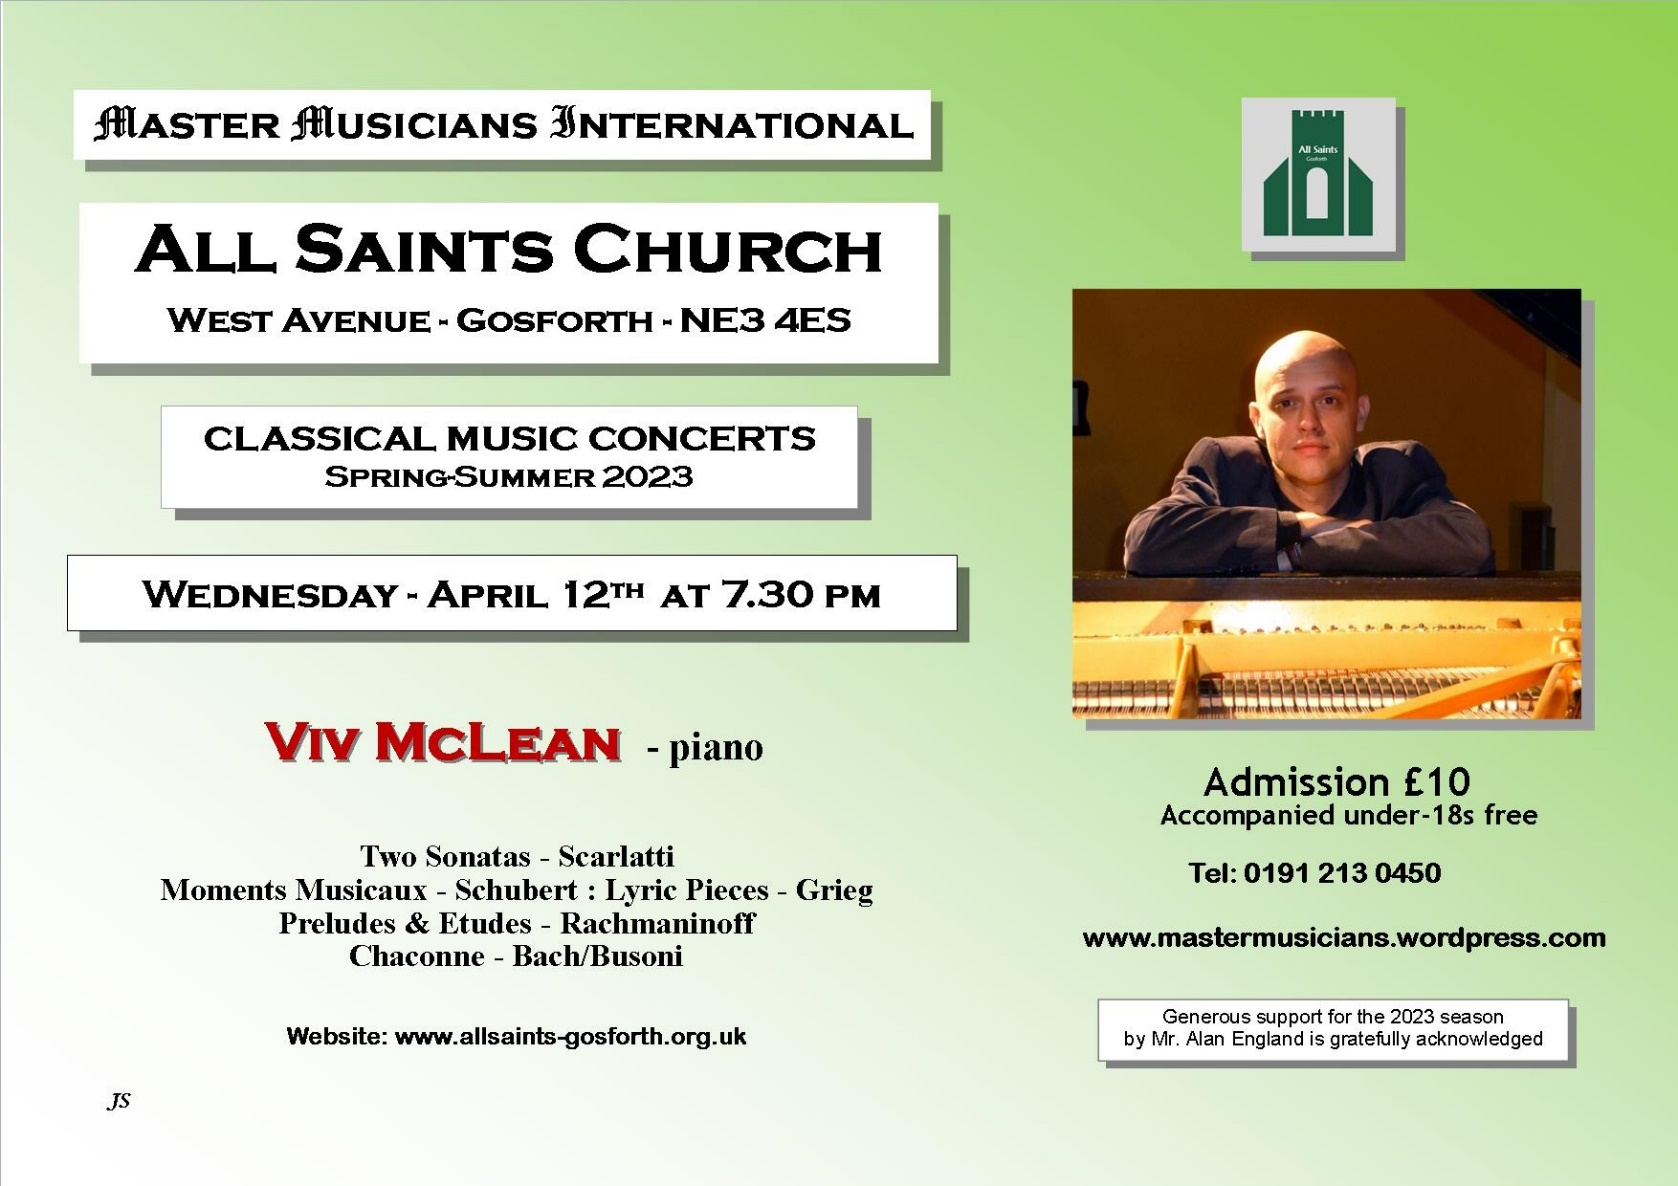 Master Musicians International
All Saints Church
West Avenue - Gosforth - NE3 4ES
CLASSICAL MUSIC CONCERTS
Spring-Summer 2023
Wednesday - April 12th at 7.30 pm
Viv McLean - piano
Two Sonatas - Scarlatti
Moments Musicaux - Schubert : Lyric Pieces - Grieg
Preludes & Etudes - Rachmaninoff
Chaconne - Bach/Busoni
Website: www.allsaints-gosforth.org.uk
JS
All Saints
Gosforth
Admission £10
Accompanied under-18s free
Tel: 0191 213 0450
www.mastermusicians.wordpress.com
Generous support for the 2023 season
by Mr. Alan England is gratefully acknowledged